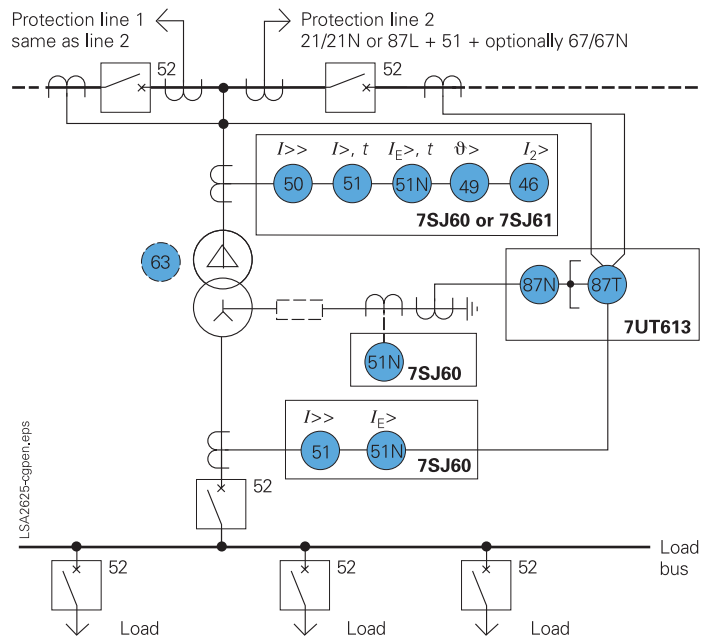 Protection line 1
same as line 2
Protection line 2
21/21N or 87L + 51 + optionally 67/67N
52
52
I>>
I>, t
IE>, t
ϑ>
I2>
50
51
51N
49
46
7SJ60 or 7SJ61
63
87N
87T
7UT613
51N
7SJ60
I>>
IE>
51
51N
7SJ60
52
LSA2625-cgpen.eps
Load
bus
52
52
52
Load
Load
Load